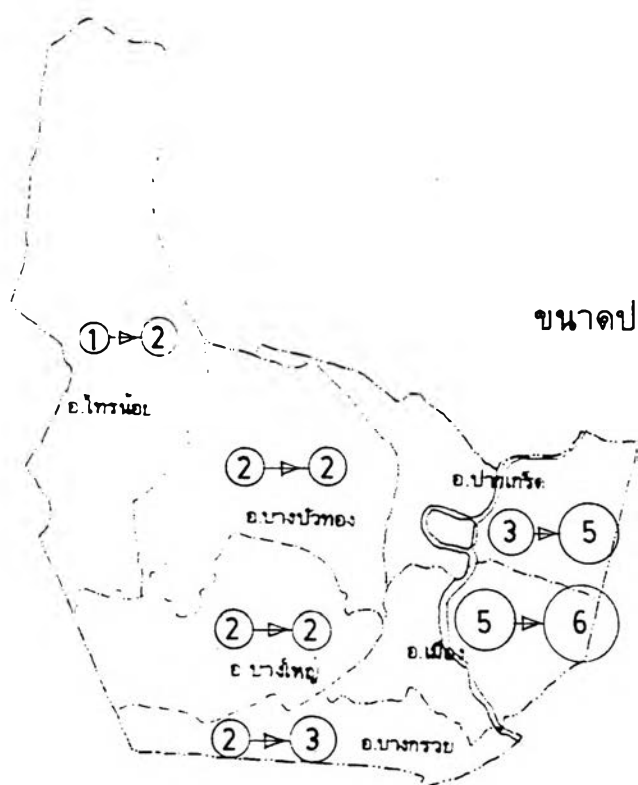 ขนาดป
1 2
อ.ไทรน้อย
2 2
อ.บางบัวทอง
อ.ปากเกร็ด
3 5
2 2
อ.บางใหญ่
5 6
อ.เมือง
2 3
อ.บางกรวย